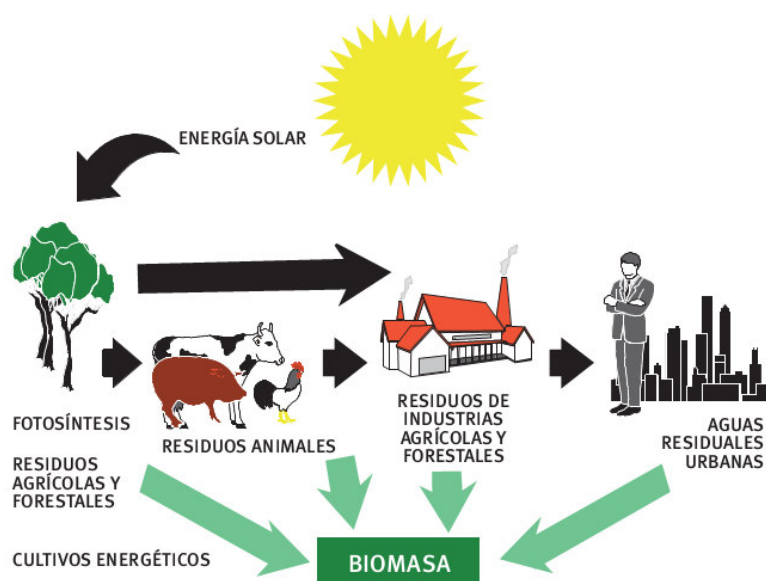 ENERGÍA SOLAR
FOTOSÍNTESIS
RESIDUOS
AGRÍCOLAS Y
FORESTALES
CULTIVOS ENERGÉTICOS
RESIDUOS ANIMALES
RESIDUOS DE
INDUSTRIAS
AGRÍCOLAS Y
FORESTALES
AGUAS
RESIDUALES
URBANAS
BIOMASA